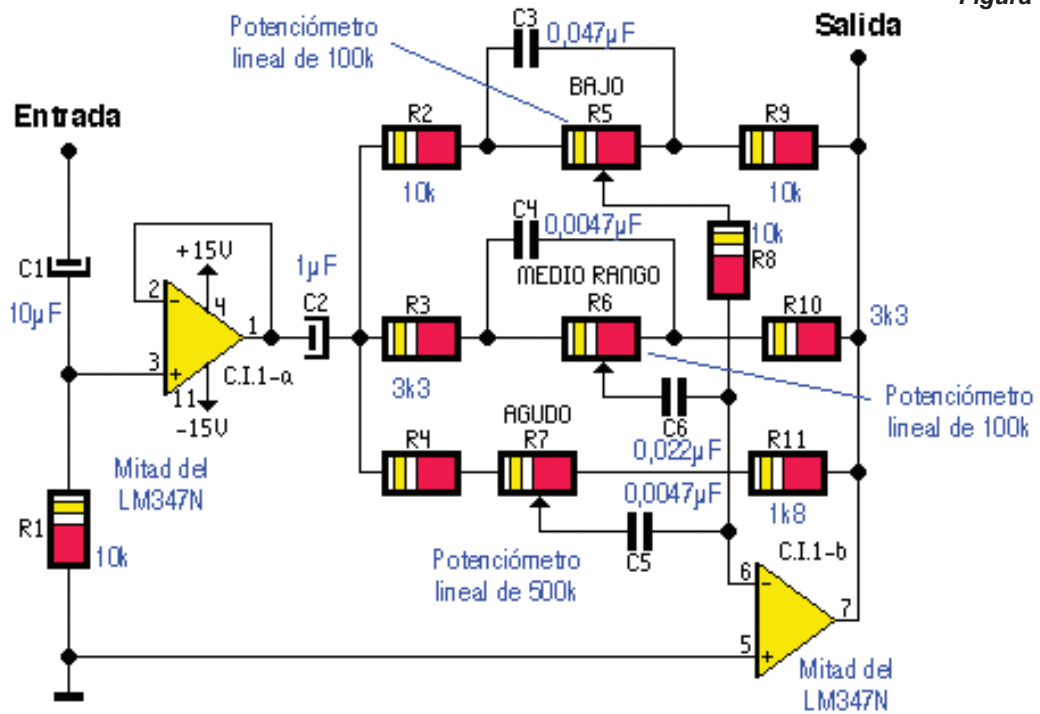 Figura
Potenciómetro
lineal de 100k
C3
0,047µF
Salida
BAJO
Entrada
R2
R5
R9
10k
10k
C4
0,0047µF
10k
R8
+15V
1µF
C1
10µF
2
-
4
1
C2
MEDIO RANGO
R3
R6
R10
3k3
3
+
C.I.1-a
11
-15V
3k3
C6
Potenciómetro
lineal de 100k
AGUDO
R4
R7
0,022µF
R11
Mitad del
LM347N
0,0047µF
1k8
R1
10k
C5
C.I.1-b
Potenciómetro
lineal de 500k
6
-
7
5
+
Mitad del
LM347N